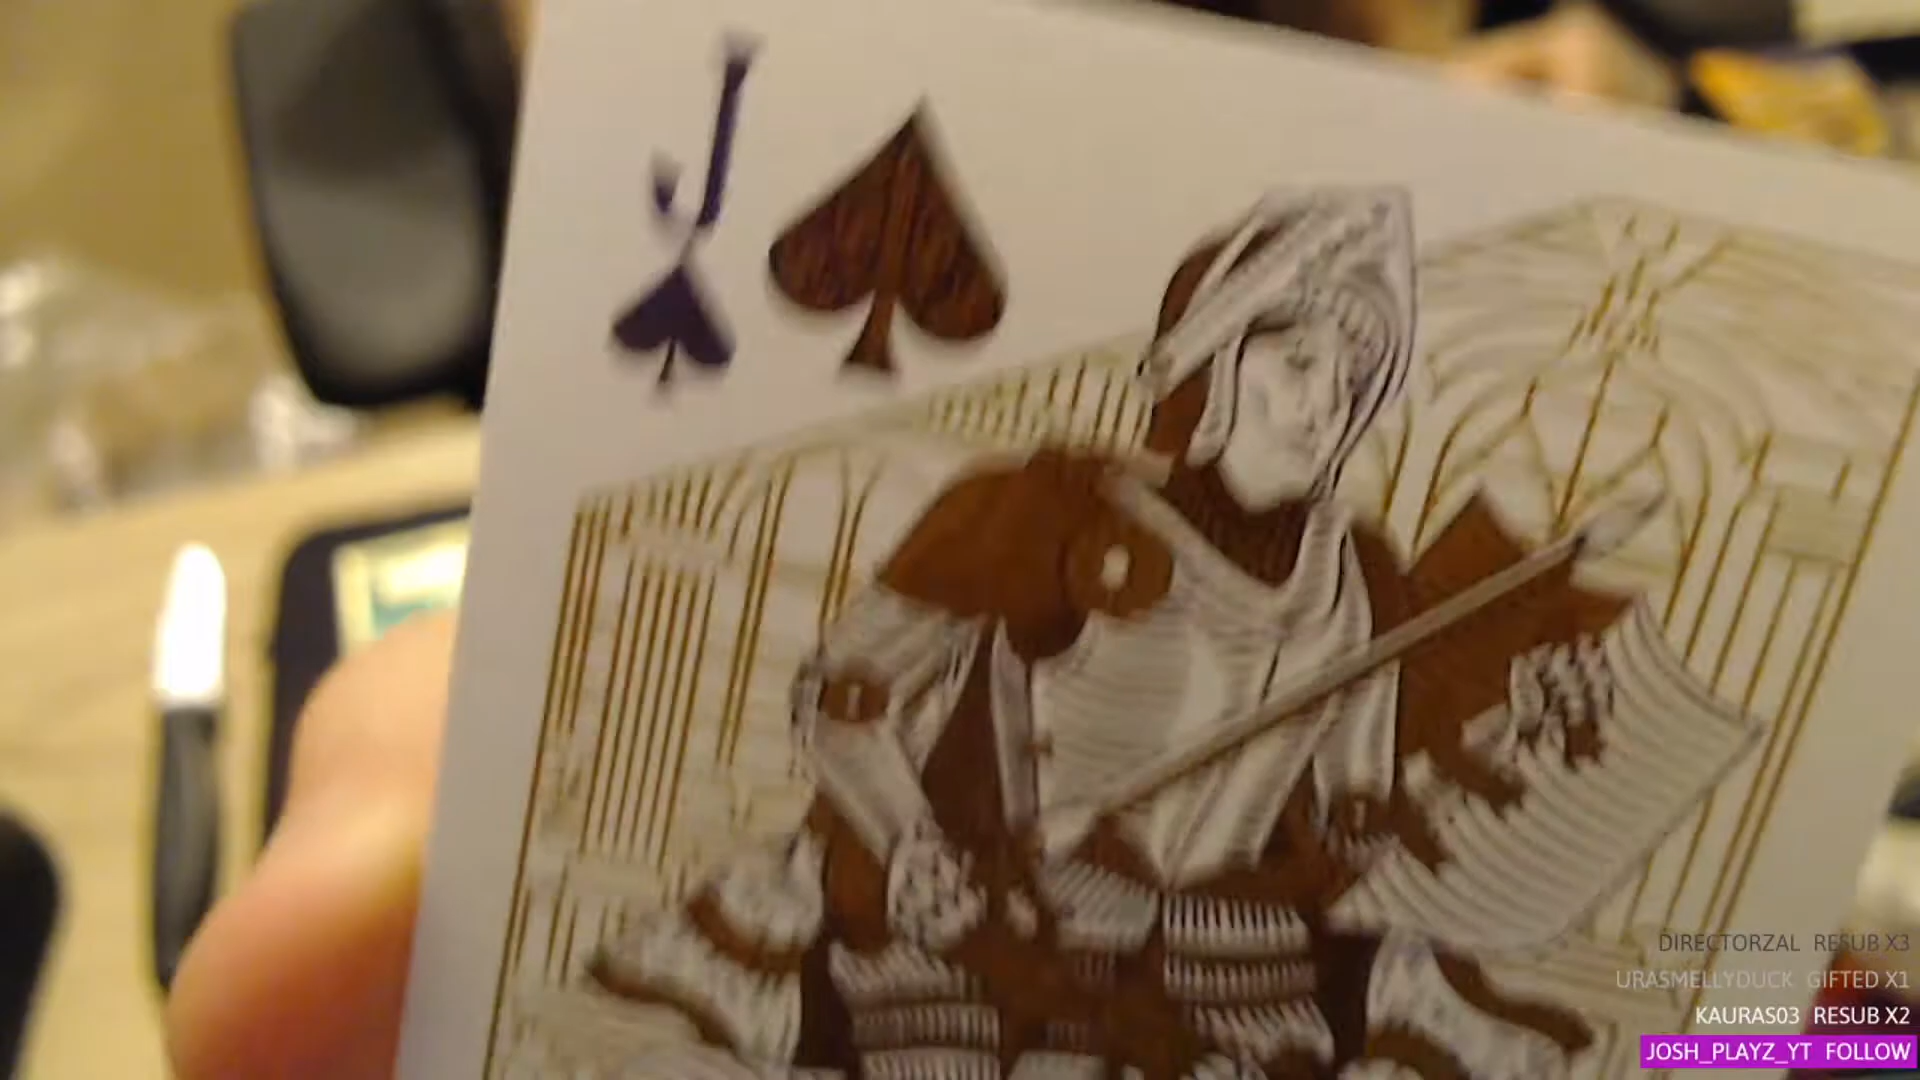 J
DIRECTORZAL RESUB X3
URASMELLYDUCK GIFTED X1
KAURAS03 RESUB X2
JOSH_PLAYZ_YT FOLLOW